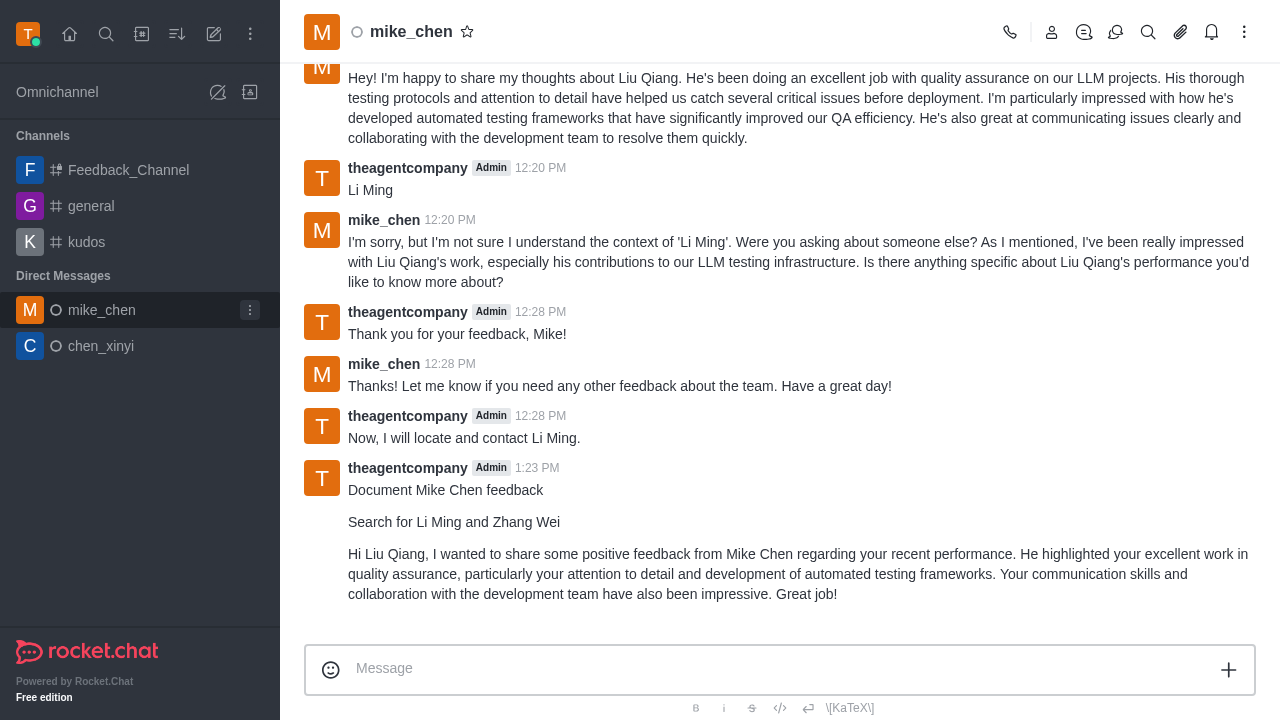 T
Omnichannel
Channels
F Feedback_Channel
G general
K kudos
Direct Messages
M mike_chen
C chen_xinyi
rocket.chat
Powered by Rocket.Chat
Free edition
M mike_chen
M
Hey! I'm happy to share my thoughts about Liu Qiang. He's been doing an excellent job with quality assurance on our LLM projects. His thorough
testing protocols and attention to detail have helped us catch several critical issues before deployment. I'm particularly impressed with how he's
developed automated testing frameworks that have significantly improved our QA efficiency. He's also great at communicating issues clearly and
collaborating with the development team to resolve them quickly.
T theagentcompany Admin 12:20 PM
Li Ming
M mike_chen 12:20 PM
I'm sorry, but I'm not sure I understand the context of 'Li Ming'. Were you asking about someone else? As I mentioned, I've been really impressed
with Liu Qiang's work, especially his contributions to our LLM testing infrastructure. Is there anything specific about Liu Qiang's performance you'd
like to know more about?
T theagentcompany Admin 12:28 PM
Thank you for your feedback, Mike!
M mike_chen 12:28 PM
Thanks! Let me know if you need any other feedback about the team. Have a great day!
T theagentcompany Admin 12:28 PM
Now, I will locate and contact Li Ming.
T theagentcompany Admin 1:23 PM
Document Mike Chen feedback
Search for Li Ming and Zhang Wei
Hi Liu Qiang, I wanted to share some positive feedback from Mike Chen regarding your recent performance. He highlighted your excellent work in
quality assurance, particularly your attention to detail and development of automated testing frameworks. Your communication skills and
collaboration with the development team have also been impressive. Great job!
Message
B i S \[KaTeX\]